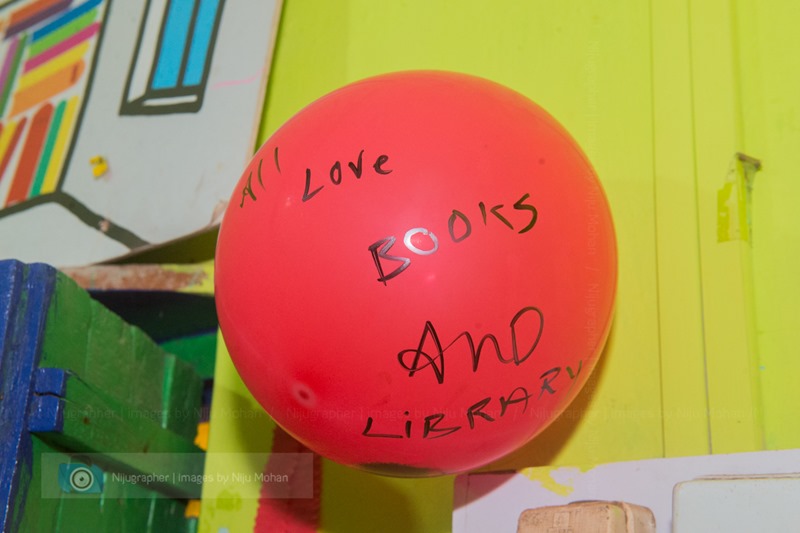 All Love
BOOKS
AND
LIBRARY
Nijugrapher | Images by Niju Mohan